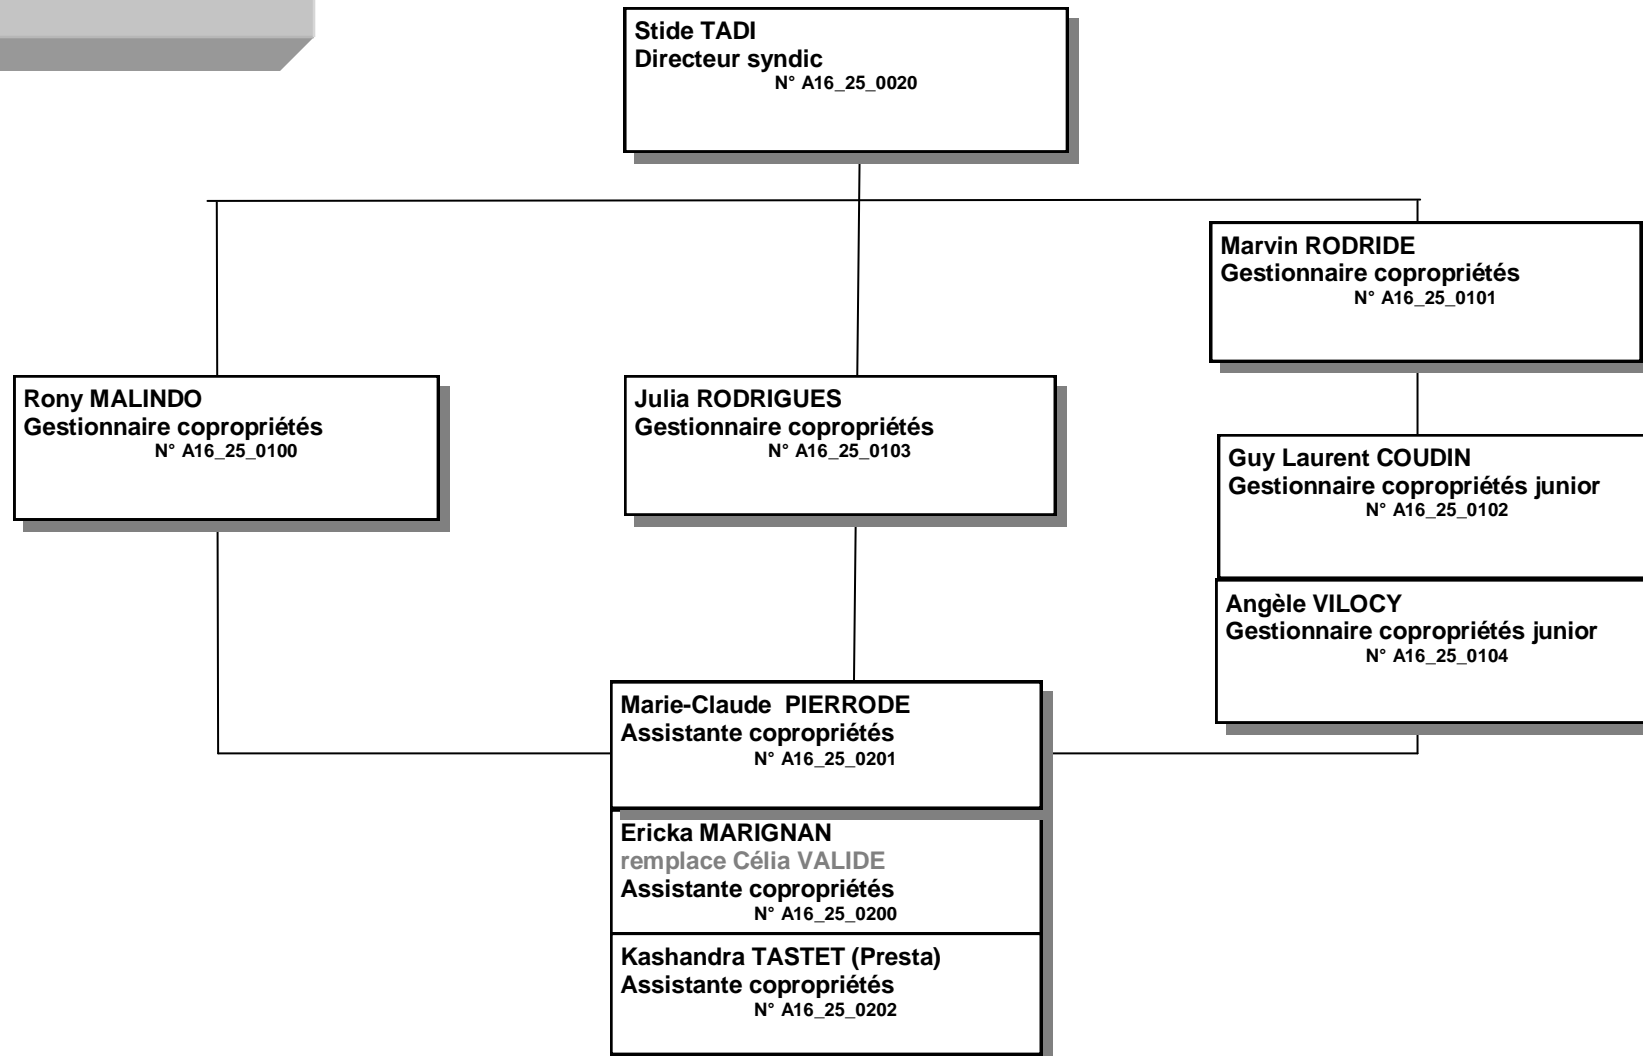 Stide TADI
Directeur syndic
N° A16_25_0020
Marvin RODRIDE
Gestionnaire copropriétés
N° A16_25_0101
Rony MALINDO
Gestionnaire copropriétés
N° A16_25_0100
Julia RODRIGUES
Gestionnaire copropriétés
N° A16_25_0103
Guy Laurent COUDIN
Gestionnaire copropriétés junior
N° A16_25_0102
Angèle VILOCY
Gestionnaire copropriétés junior
N° A16_25_0104
Marie-Claude PIERRODE
Assistante copropriétés
N° A16_25_0201
Ericka MARIGNAN
remplace Célia VALIDE
Assistante copropriétés
N° A16_25_0200
Kashandra TASTET (Presta)
Assistante copropriétés
N° A16_25_0202